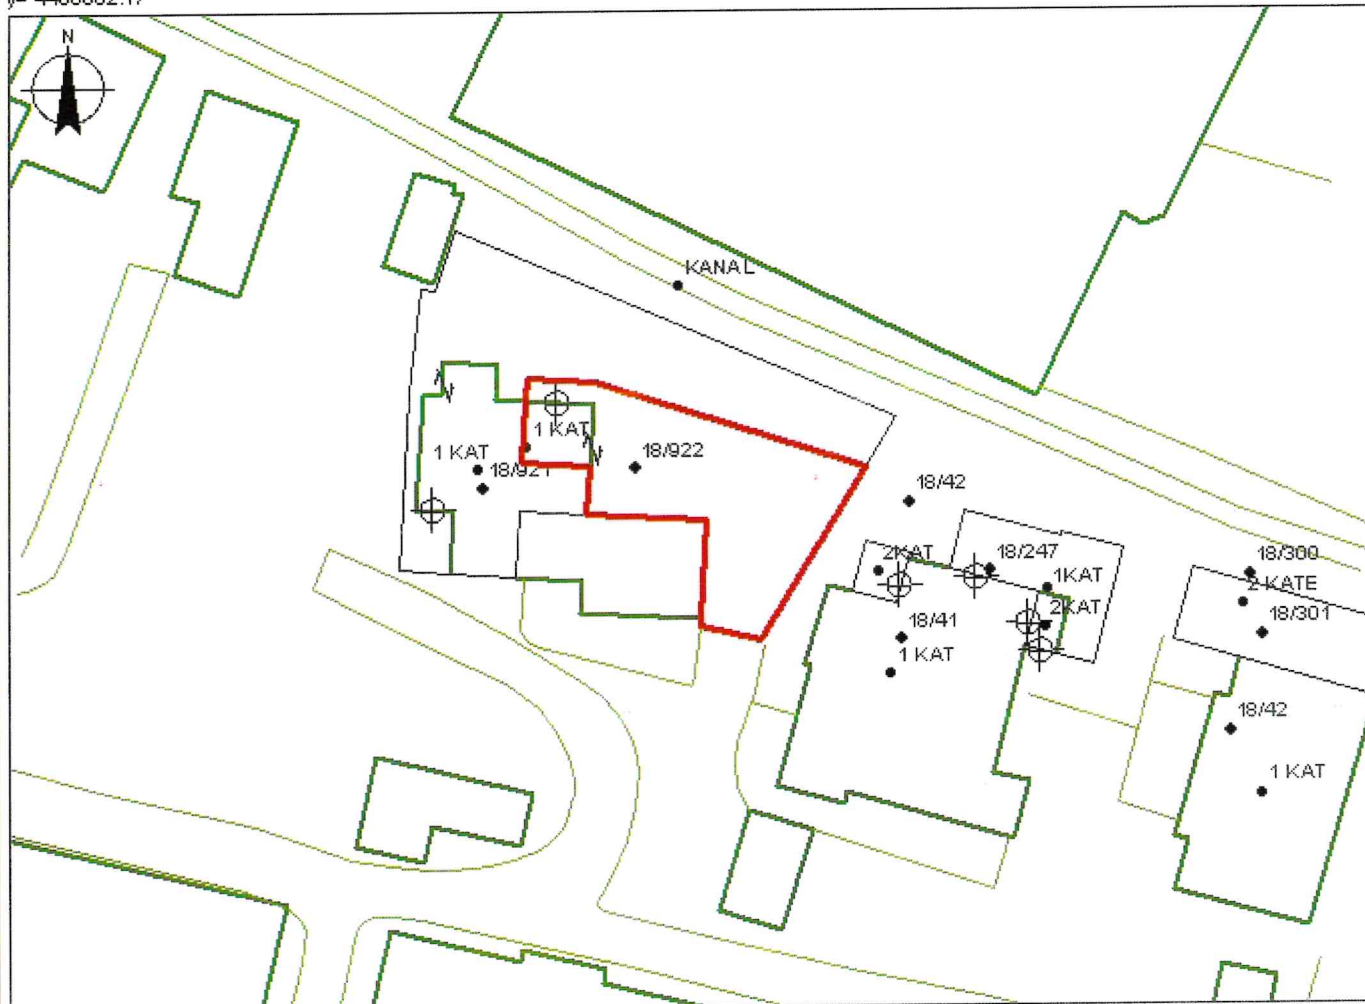 N
KANAL
1 KAT
1 KAT
18/921
18/922
18/42
2KAT
18/247
1KAT
2KAT
18/300
2 KATE
18/301
18/41
1 KAT
18/42
1 KAT